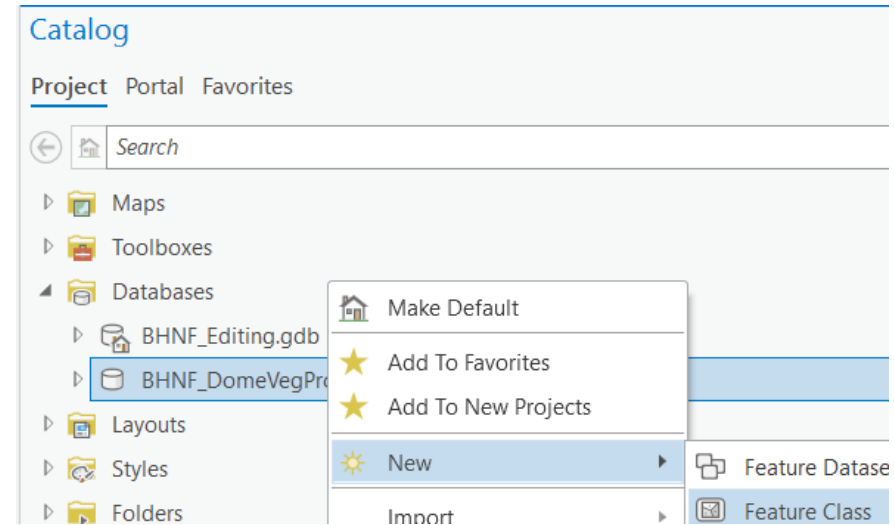 Catalog
Project Portal Favorites
Search
Maps
Toolboxes
Databases
Make Default
BHNF_Editing.gdb
Add To Favorites
BHNF_DomeVegPr
Add To New Projects
Layouts
New
Feature Datase
Styles
Folders
Import
Feature Class